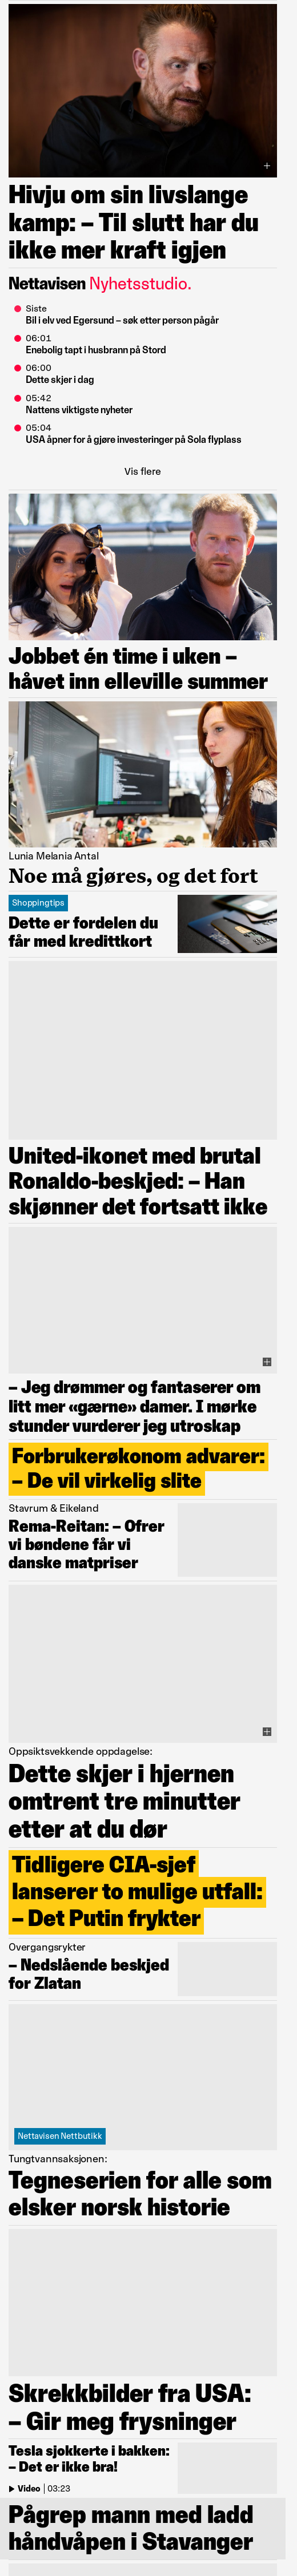 Hivju om sin livslange
kamp: – Til slutt har du
ikke mer kraft igjen
Nettavisen Nyhetsstudio.
Siste
Bil i elv ved Egersund – søk etter person pågår
06:01
Enebolig tapt i husbrann på Stord
06:00
Dette skjer i dag
05:42
Nattens viktigste nyheter
05:04
USA åpner for å gjøre investeringer på Sola flyplass
Vis flere
Jobbet én time i uken –
håvet inn elleville summer
Lunia Melania Antal
Noe må gjøres, og det fort
Shoppingtips
Dette er fordelen du
får med kredittkort
United-ikonet med brutal
Ronaldo-beskjed: – Han
skjønner det fortsatt ikke
– Jeg drømmer og fantaserer om
litt mer «gærne» damer. I mørke
stunder vurderer jeg utroskap
Forbrukerøkonom advarer:
– De vil virkelig slite
Stavrum & Eikeland
Rema-Reitan: – Ofrer
vi bøndene får vi
danske matpriser
Oppsiktsvekkende oppdagelse:
Dette skjer i hjernen
omtrent tre minutter
etter at du dør
Tidligere CIA-sjef
lanserer to mulige utfall:
– Det Putin frykter
Overgangsrykter
– Nedslående beskjed
for Zlatan
Nettavisen Nettbutikk
Tungtvannsaksjonen:
Tegneserien for alle som
elsker norsk historie
Skrekkbilder fra USA:
– Gir meg frysninger
Tesla sjokkerte i bakken:
– Det er ikke bra!
Video | 03:23
Pågrep mann med ladd
håndvåpen i Stavanger